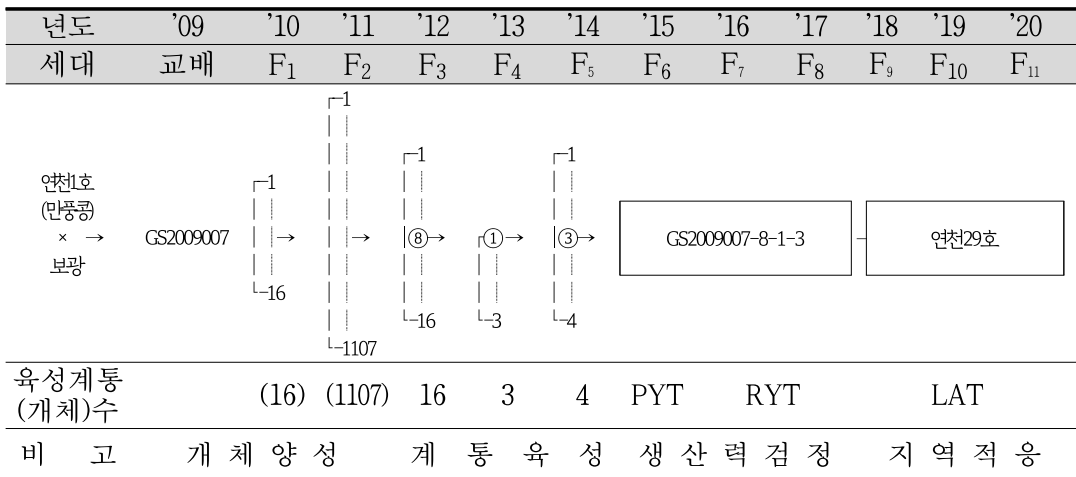 년도 '09 '10 '11 '12 '13 '14 '15 '16 '17 '18 '19 '20
세대 교배 F1 F2 F3 F4 F5 F6 F7 F8 F9 F10 F11
연천1호
(만풍콩)
×
보광
→
GS2009007
1
-16
→
-1
-1107
→
-1
⑧→
-16
①→
-3
-1
③→
-4
GS2009007-8-1-3
연천29호
육성계통
(개체)수
(16) (1107) 16 3 4 PYT RYT LAT
비 고 개체양성 계통육성 생산력검정 지역적응